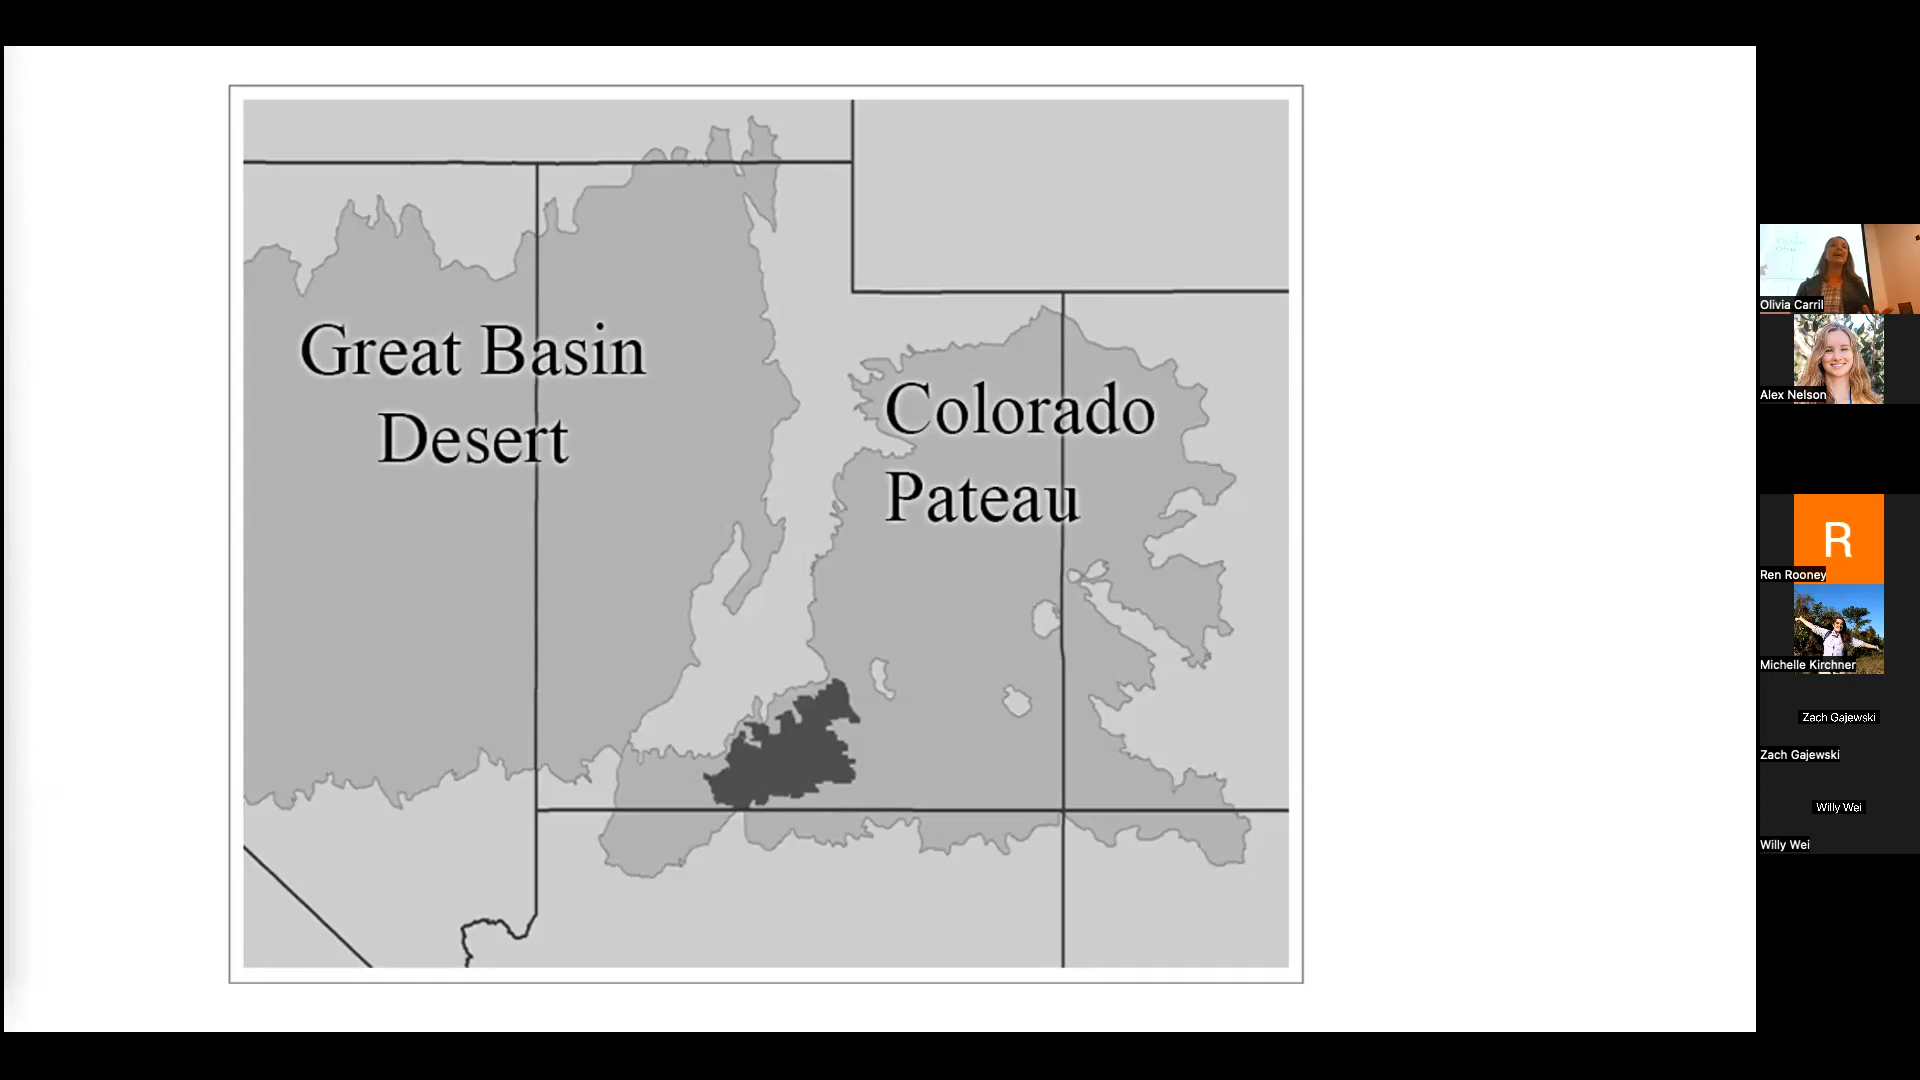 Great Basin
Desert
Colorado
Pateau
Olivia Carril
Alex Nelson
R
Ren Rooney
Michelle Kirchner
Zach Gajewski
Zach Gajewski
Willy Wei
Willy Wei